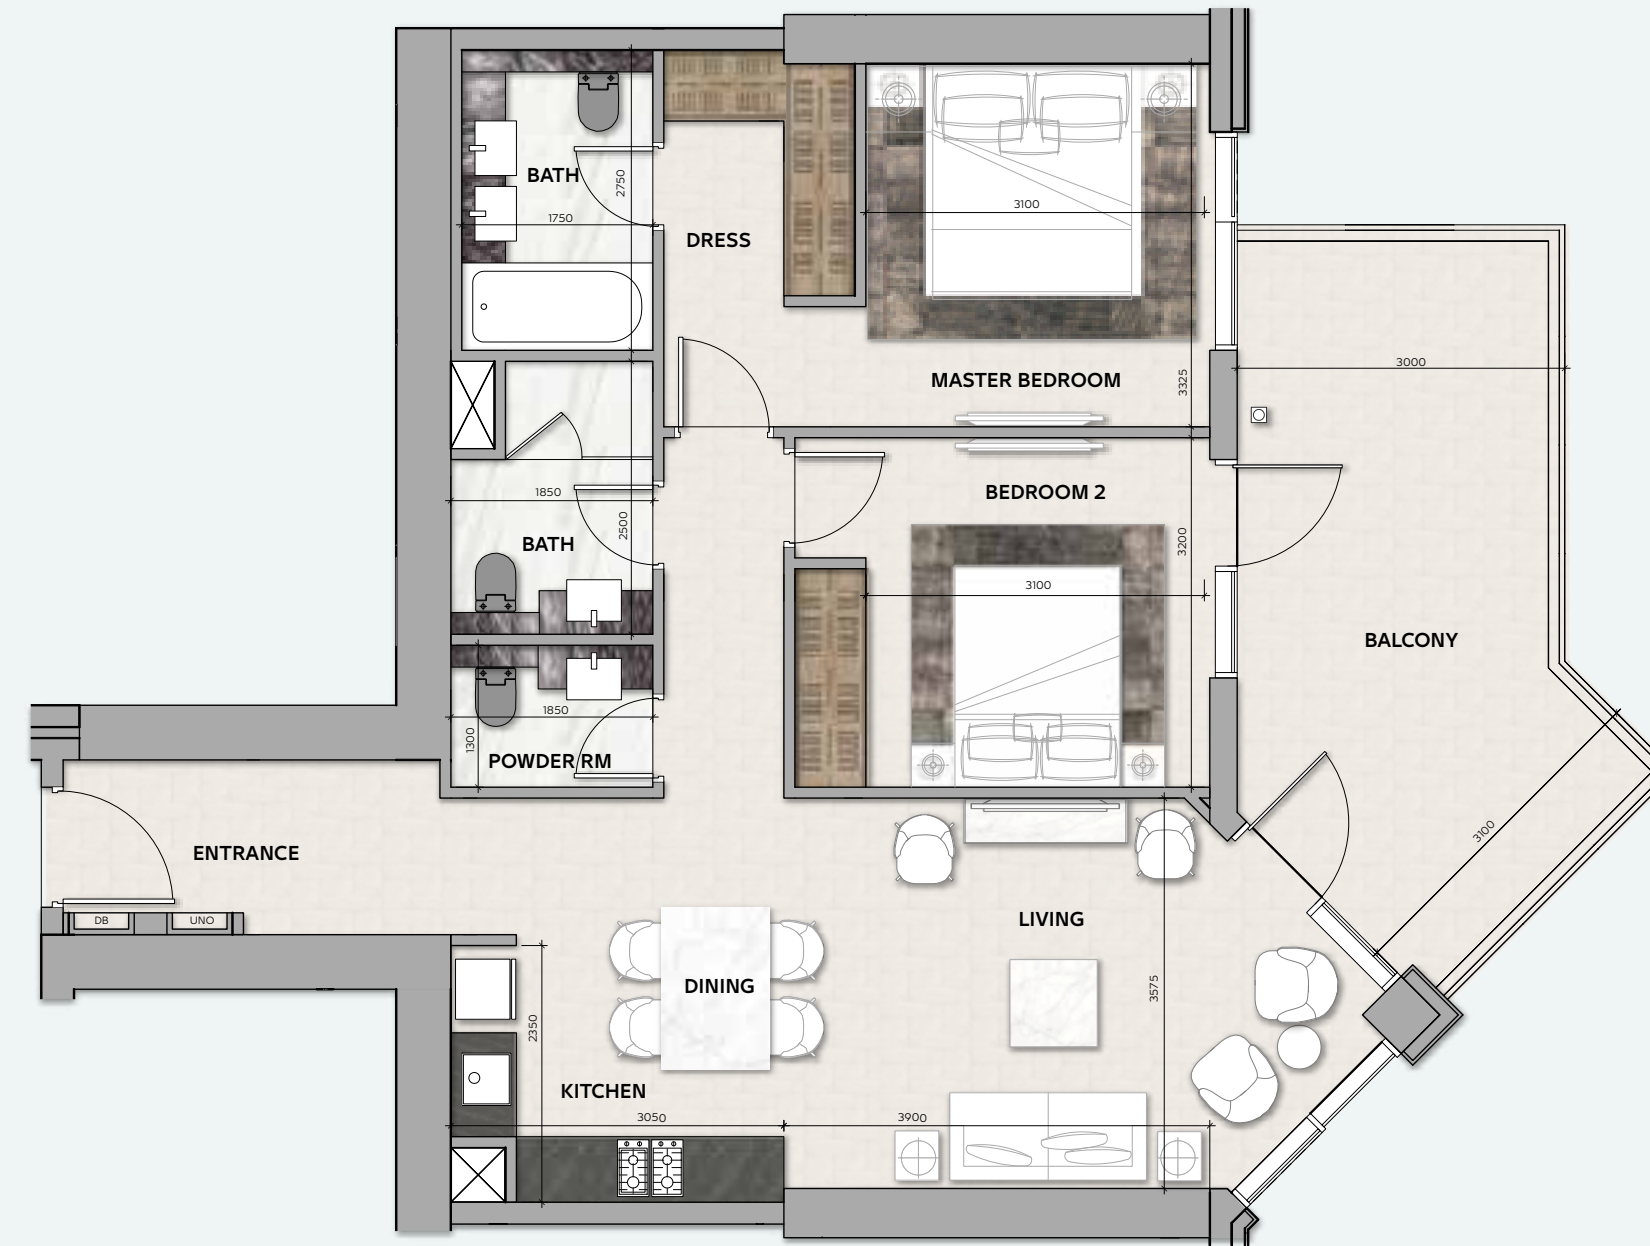 BATH
2750
1750
DRESS
3100
MASTER BEDROOM
3325
3000
BEDROOM 2
1850
2500
BATH
3200
3100
BALCONY
1850
1300
POWDER RM
3100
ENTRANCE
DB
UNO
LIVING
DINING
3575
2350
KITCHEN
3050
3900